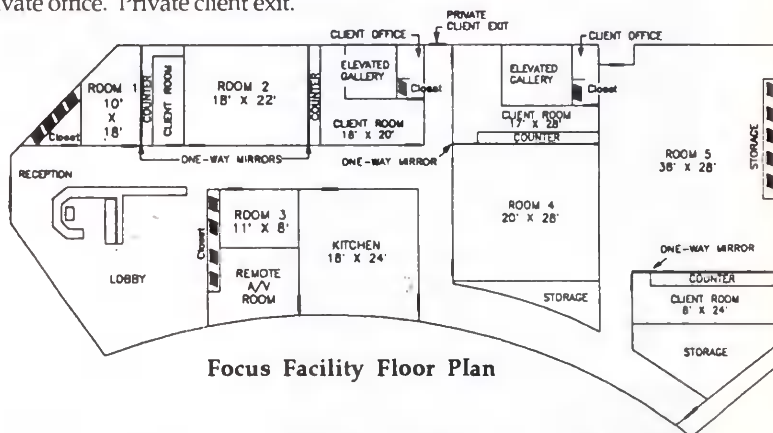 private office. Private client exit.
PRIVATE
CLIENT EXIT
CLIENT OFFICE
CLIENT OFFICE
ROOM 1
10'
X
18'
Closet
COUNTER
CLIENT ROOM
ROOM 2
18' X 22'
COUNTER
ELEVATED
GALLERY
Closet
CLIENT ROOM
18' X 20'
ELEVATED
GALLERY
Closet
CLIENT ROOM
17' X 28'
COUNTER
ONE-WAY MIRRORS
ONE-WAY MIRROR
ROOM 5
36' X 28'
STORAGE
RECEPTION
LOBBY
Closet
ROOM 3
11' X 8'
REMOTE
A/V
ROOM
KITCHEN
18' X 24'
ROOM 4
20' X 28'
STORAGE
ONE-WAY MIRROR
COUNTER
CLIENT ROOM
8' X 24'
STORAGE
Focus Facility Floor Plan